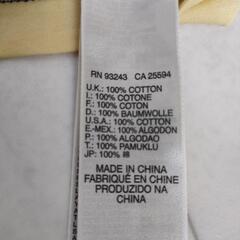 RN 93243 CA 25594
U.K.: 100% COTTON
I.: 100% COTONE
F.: 100% COTON
D.: 100% BAUMWOLLE
U.S.A.: 100% COTTON
E.-MEX.: 100% ALGODON
P.: 100% ALGODAO
T.: 100% PAMUKLU
JP: 100% 綿
MADE IN CHINA
FABRIQUÉ EN CHINE
PRODUZIDO NA
CHINA